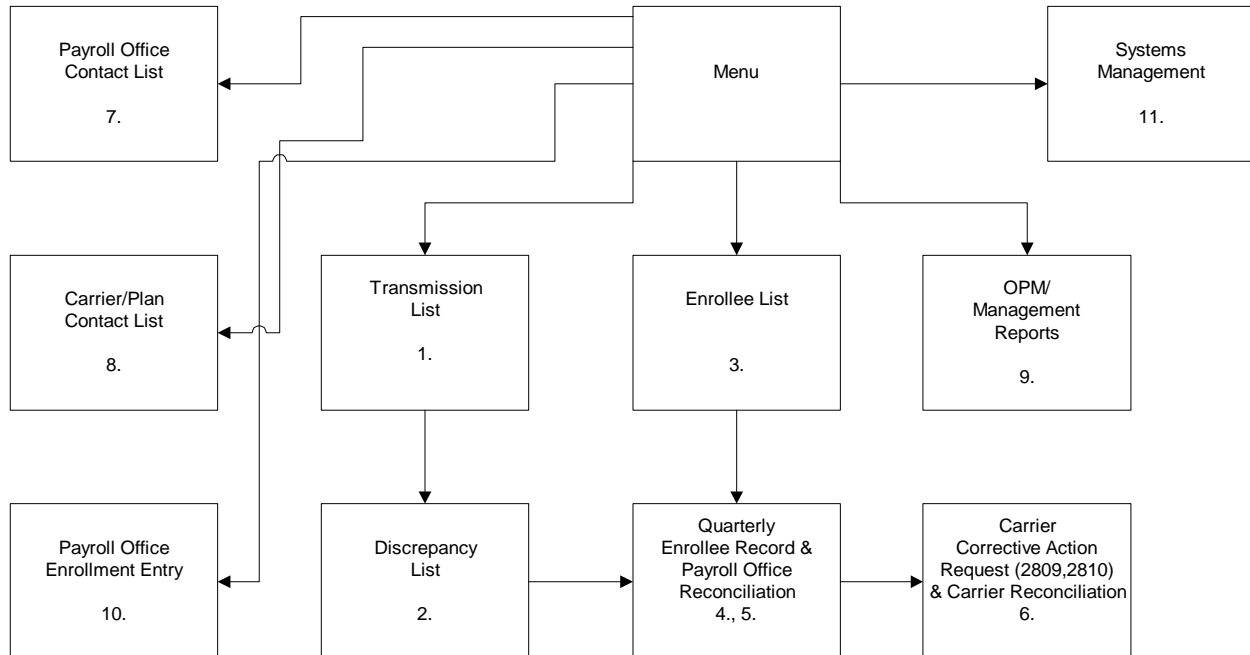 Payroll Office
Contact List
7.
Menu
Systems
Management
11.
Carrier/Plan
Contact List
8.
Transmission
List
1.
Enrollee List
3.
OPM/
Management
Reports
9.
Payroll Office
Enrollment Entry
10.
Discrepancy
List
2.
Quarterly
Enrollee Record &
Payroll Office
Reconciliation
4., 5.
Carrier
Corrective Action
Request (2809,2810)
& Carrier Reconciliation
6.